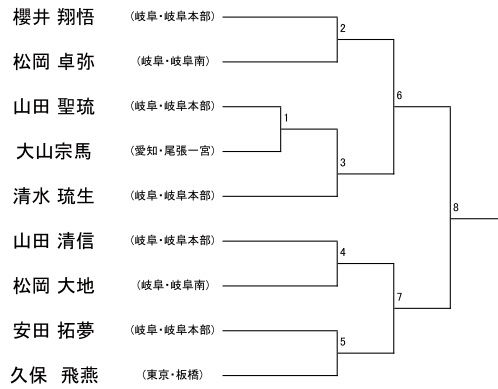 櫻井 翔悟 (岐阜・岐阜本部)
2
松岡 卓弥 (岐阜・岐阜南)
山田 聖琉 (岐阜・岐阜本部) 6
1
大山宗馬 (愛知・尾張一宮)
3
清水 琉生 (岐阜・岐阜本部)
8
山田 清信 (岐阜・岐阜本部)
4
松岡 大地 (岐阜・岐阜南)
7
安田 拓夢 (岐阜・岐阜本部)
5
久保 飛燕 (東京・板橋)